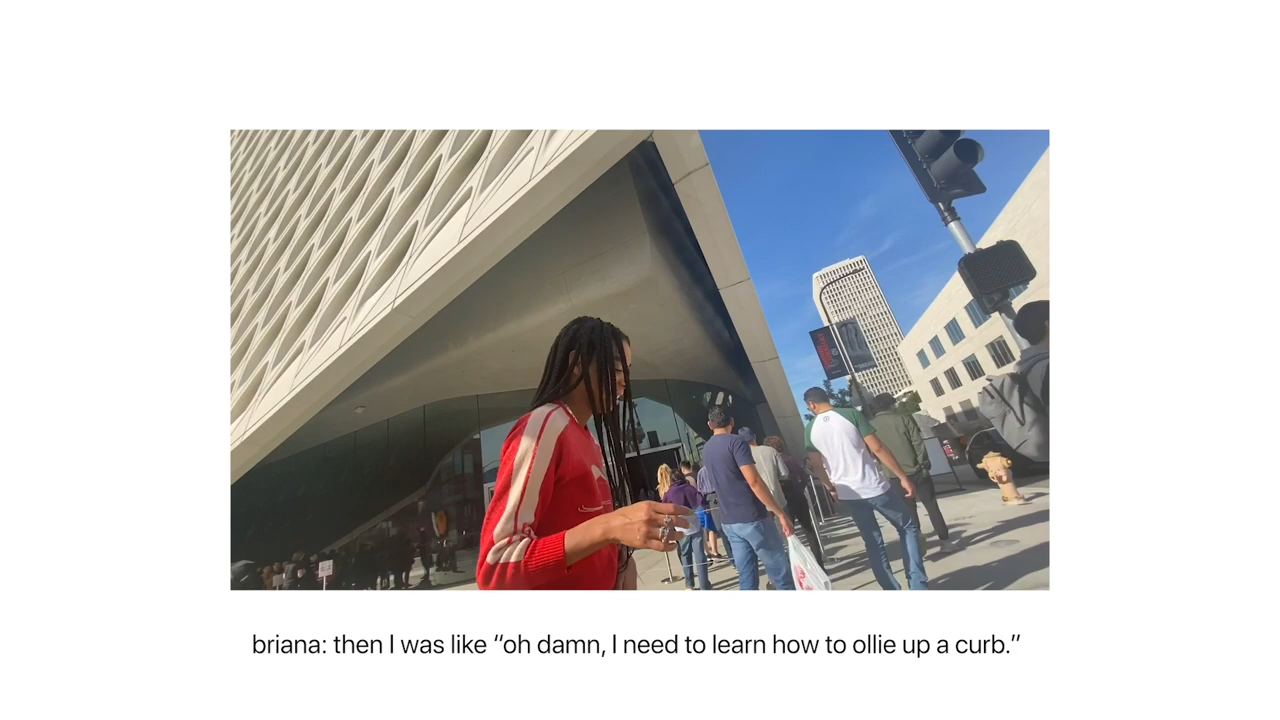 briana: then I was like “oh damn, I need to learn how to ollie up a curb.”